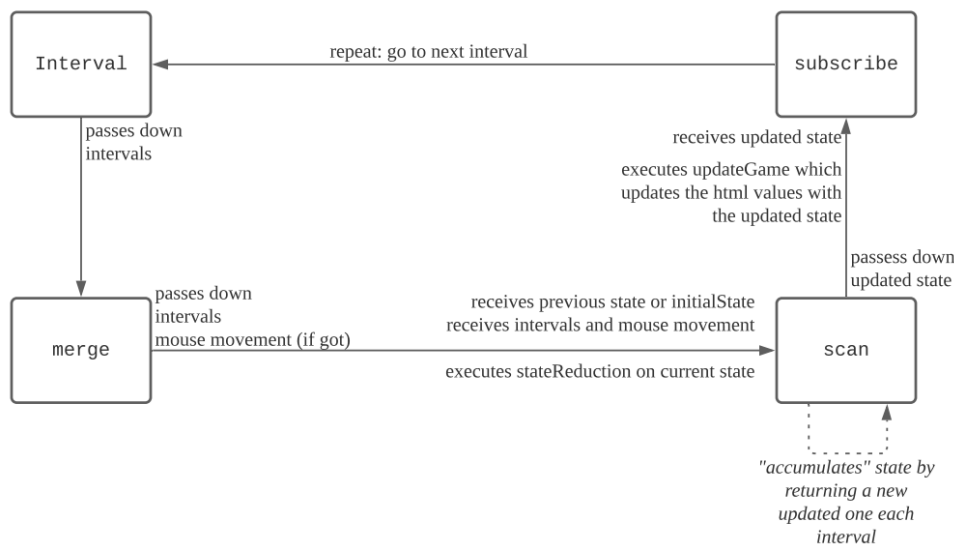 Interval
repeat: go to next interval
subscribe
passes down
intervals
receives updated state
executes updateGame which
updates the html values with
the updated state
passess down
updated state
merge
passes down
intervals
mouse movement (if got)
receives previous state or initialState
receives intervals and mouse movement
executes stateReduction on current state
scan
"accumulates" state by
returning a new
updated one each
interval